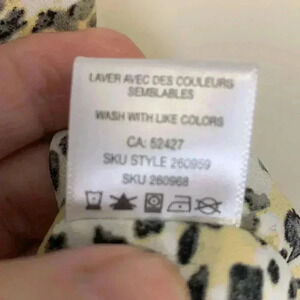 LAVER AVEC DES COULEURS
SEMBLABLES
WASH WITH LIKE COLORS
CA: 52427
SKU STYLE 260959
SKU 260968